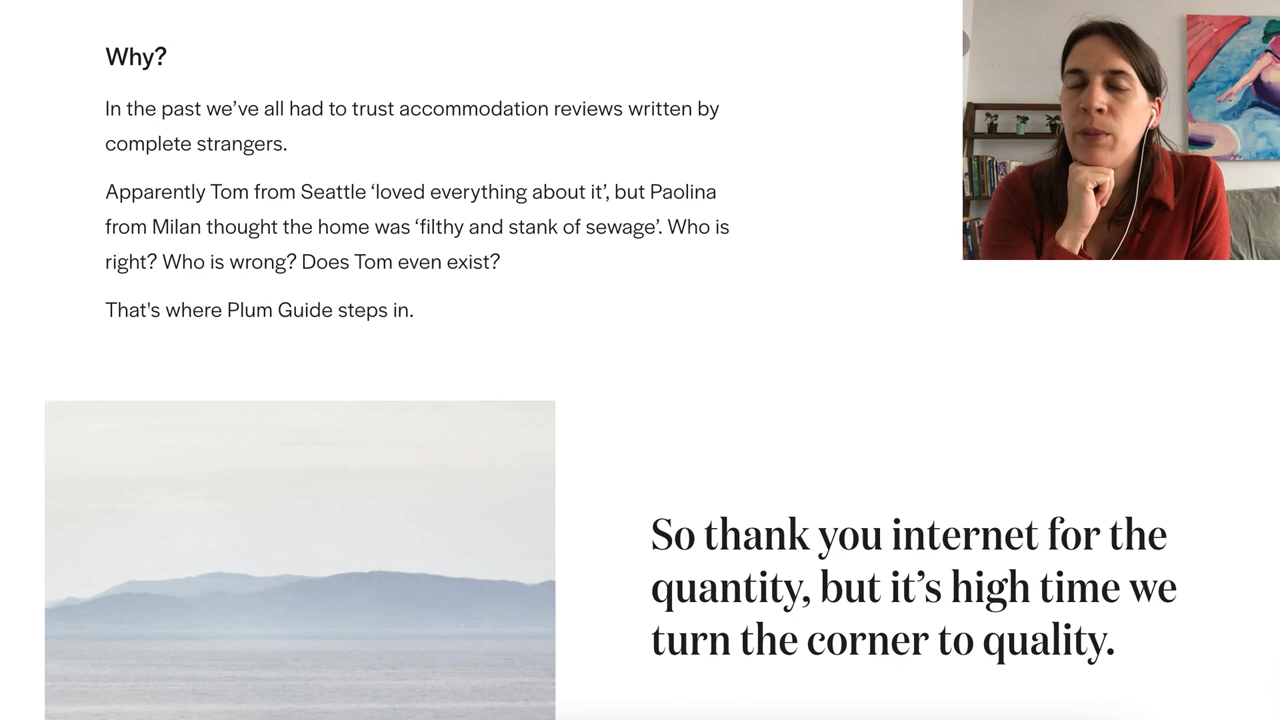 Why?
In the past we’ve all had to trust accommodation reviews written by
complete strangers.
Apparently Tom from Seattle ‘loved everything about it’, but Paolina
from Milan thought the home was ‘filthy and stank of sewage’. Who is
right? Who is wrong? Does Tom even exist?
That's where Plum Guide steps in.
So thank you internet for the
quantity, but it’s high time we
turn the corner to quality.